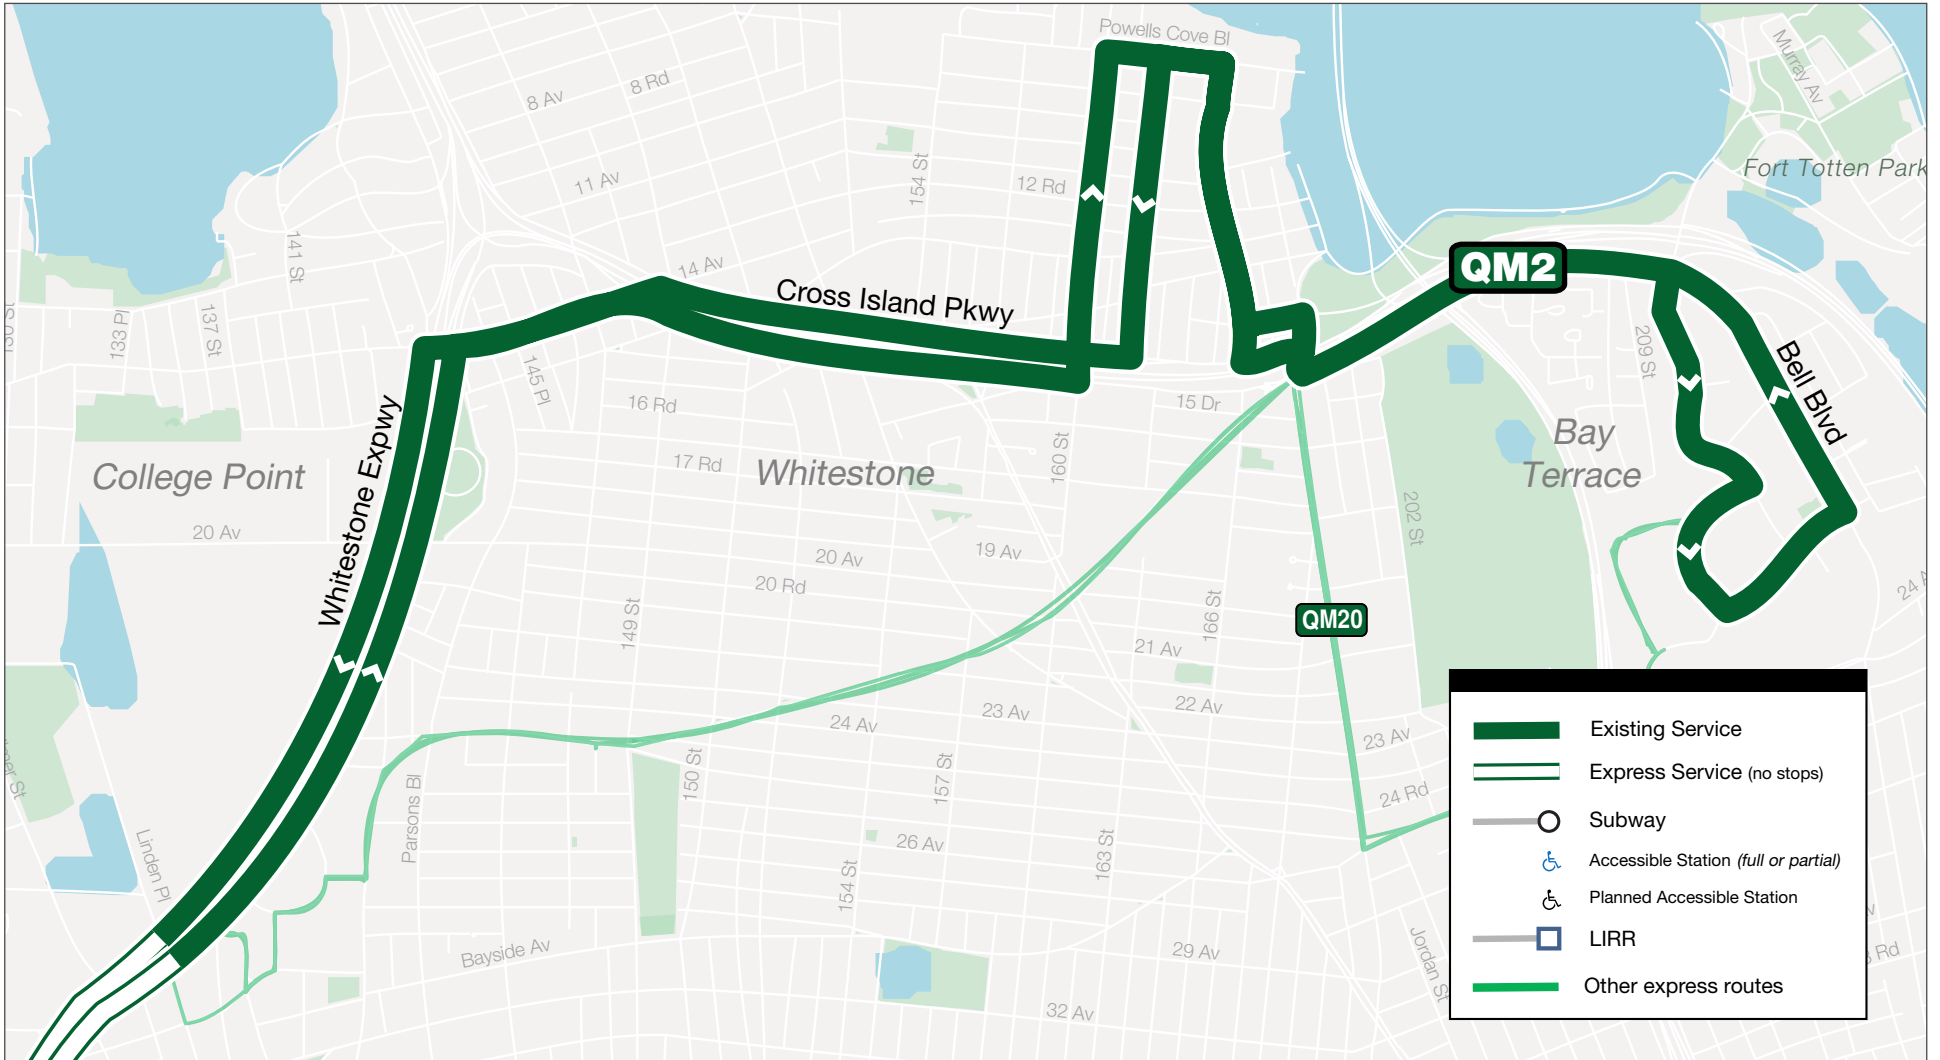 Powells Cove Bl
Murray Av
8 Rd
8 Av
Fort Totten Park
11 Av
154 St
12 Rd
141 St
14 Av
QM2
Cross Island Pkwy
133 Pl
137 St
145 Pl
209 St
Bell Blvd
16 Rd
15 Dr
Whitestone Expwy
College Point
17 Rd
Whitestone
160 St
Bay
Terrace
202 St
20 Av
19 Av
20 Av
20 Rd
149 St
166 St
QM20
21 Av
22 Av
23 Av
24 Av
23 Av
150 St
157 St
Parsons Bl
24 Rd
Linden Pl
26 Av
163 St
154 St
Bayside Av
29 Av
Jordan St
32 Av
Existing Service
Express Service (no stops)
Subway
Accessible Station (full or partial)
Planned Accessible Station
LIRR
Other express routes